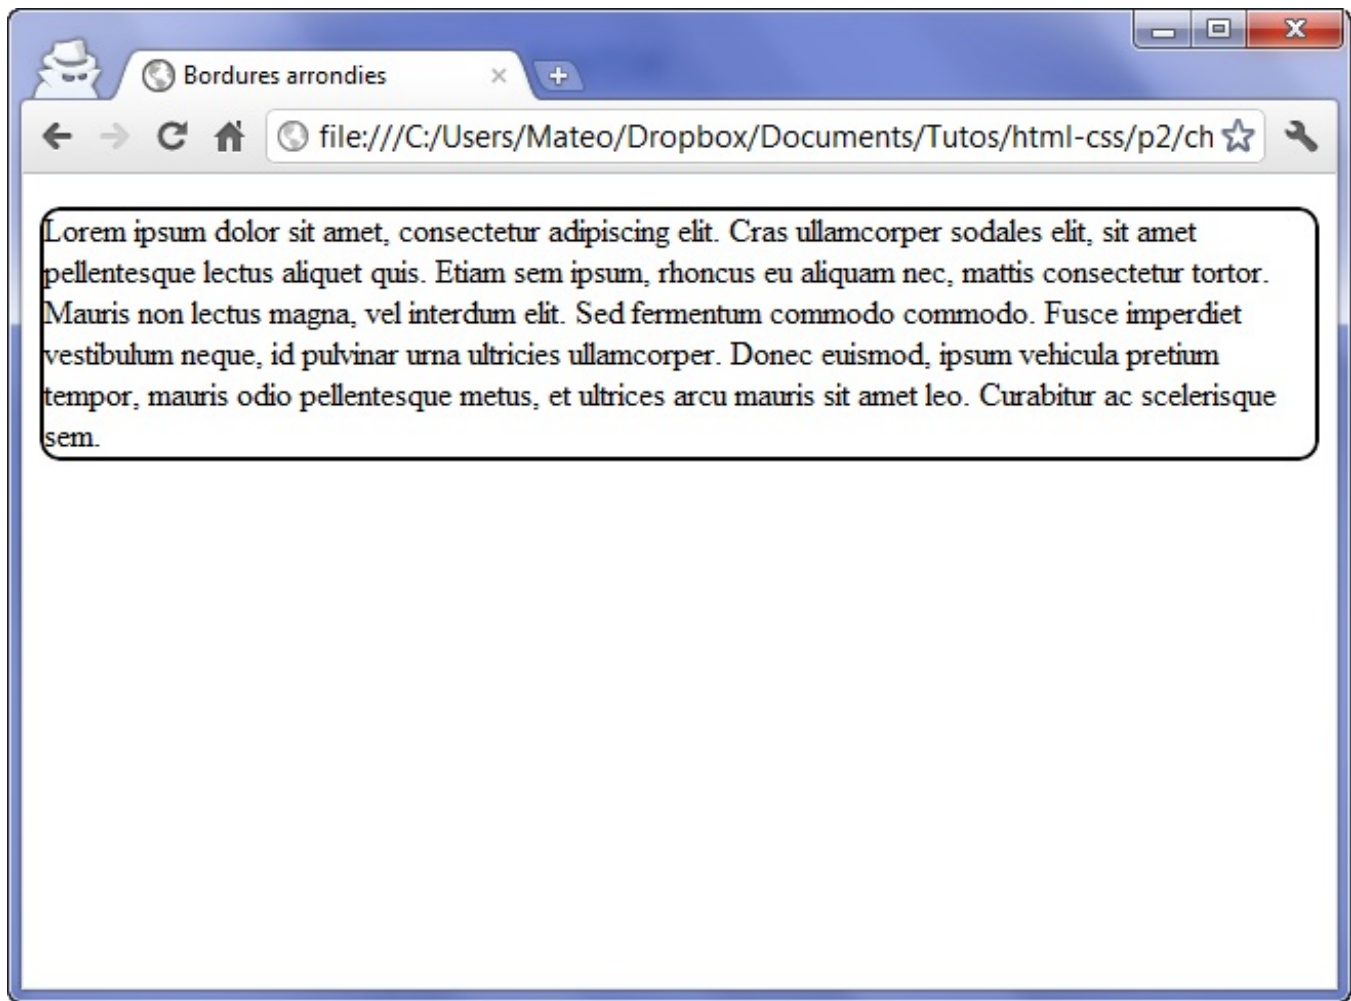 Bordures arrondies
file:///C:/Users/Mateo/Dropbox/Documents/Tutos/html-css/p2/ch
Lorem ipsum dolor sit amet, consectetur adipiscing elit. Cras ullamcorper sodales elit, sit amet
pellentesque lectus aliquet quis. Etiam sem ipsum, rhoncus eu aliquam nec, mattis consectetur tortor.
Mauris non lectus magna, vel interdum elit. Sed fermentum commodo commodo. Fusce imperdiet
vestibulum neque, id pulvinar urna ultricies ullamcorper. Donec euismod, ipsum vehicula pretium
tempor, mauris odio pellentesque metus, et ultrices arcu mauris sit amet leo. Curabitur ac scelerisque
sem.